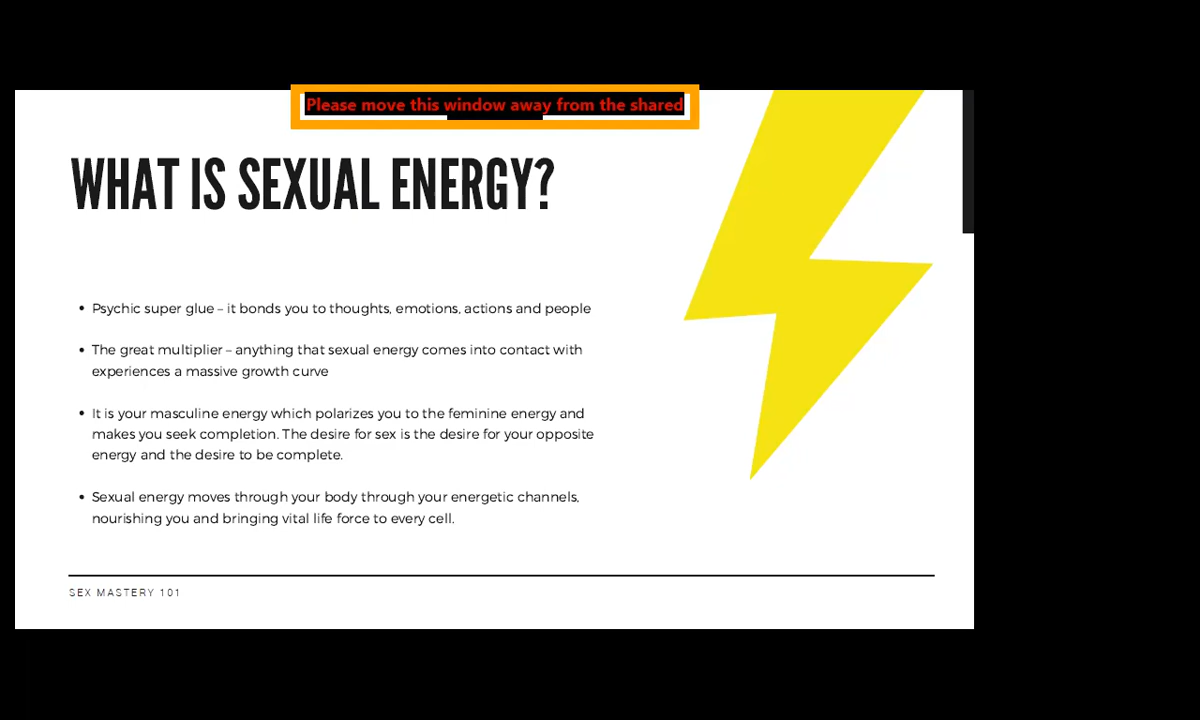 Please move this window away from the shared
WHAT IS SEXUAL ENERGY?
• Psychic super glue – it bonds you to thoughts, emotions, actions and people
• The great multiplier – anything that sexual energy comes into contact with
experiences a massive growth curve
• It is your masculine energy which polarizes you to the feminine energy and
makes you seek completion. The desire for sex is the desire for your opposite
energy and the desire to be complete.
• Sexual energy moves through your body through your energetic channels,
nourishing you and bringing vital life force to every cell.
SEX MASTERY 101